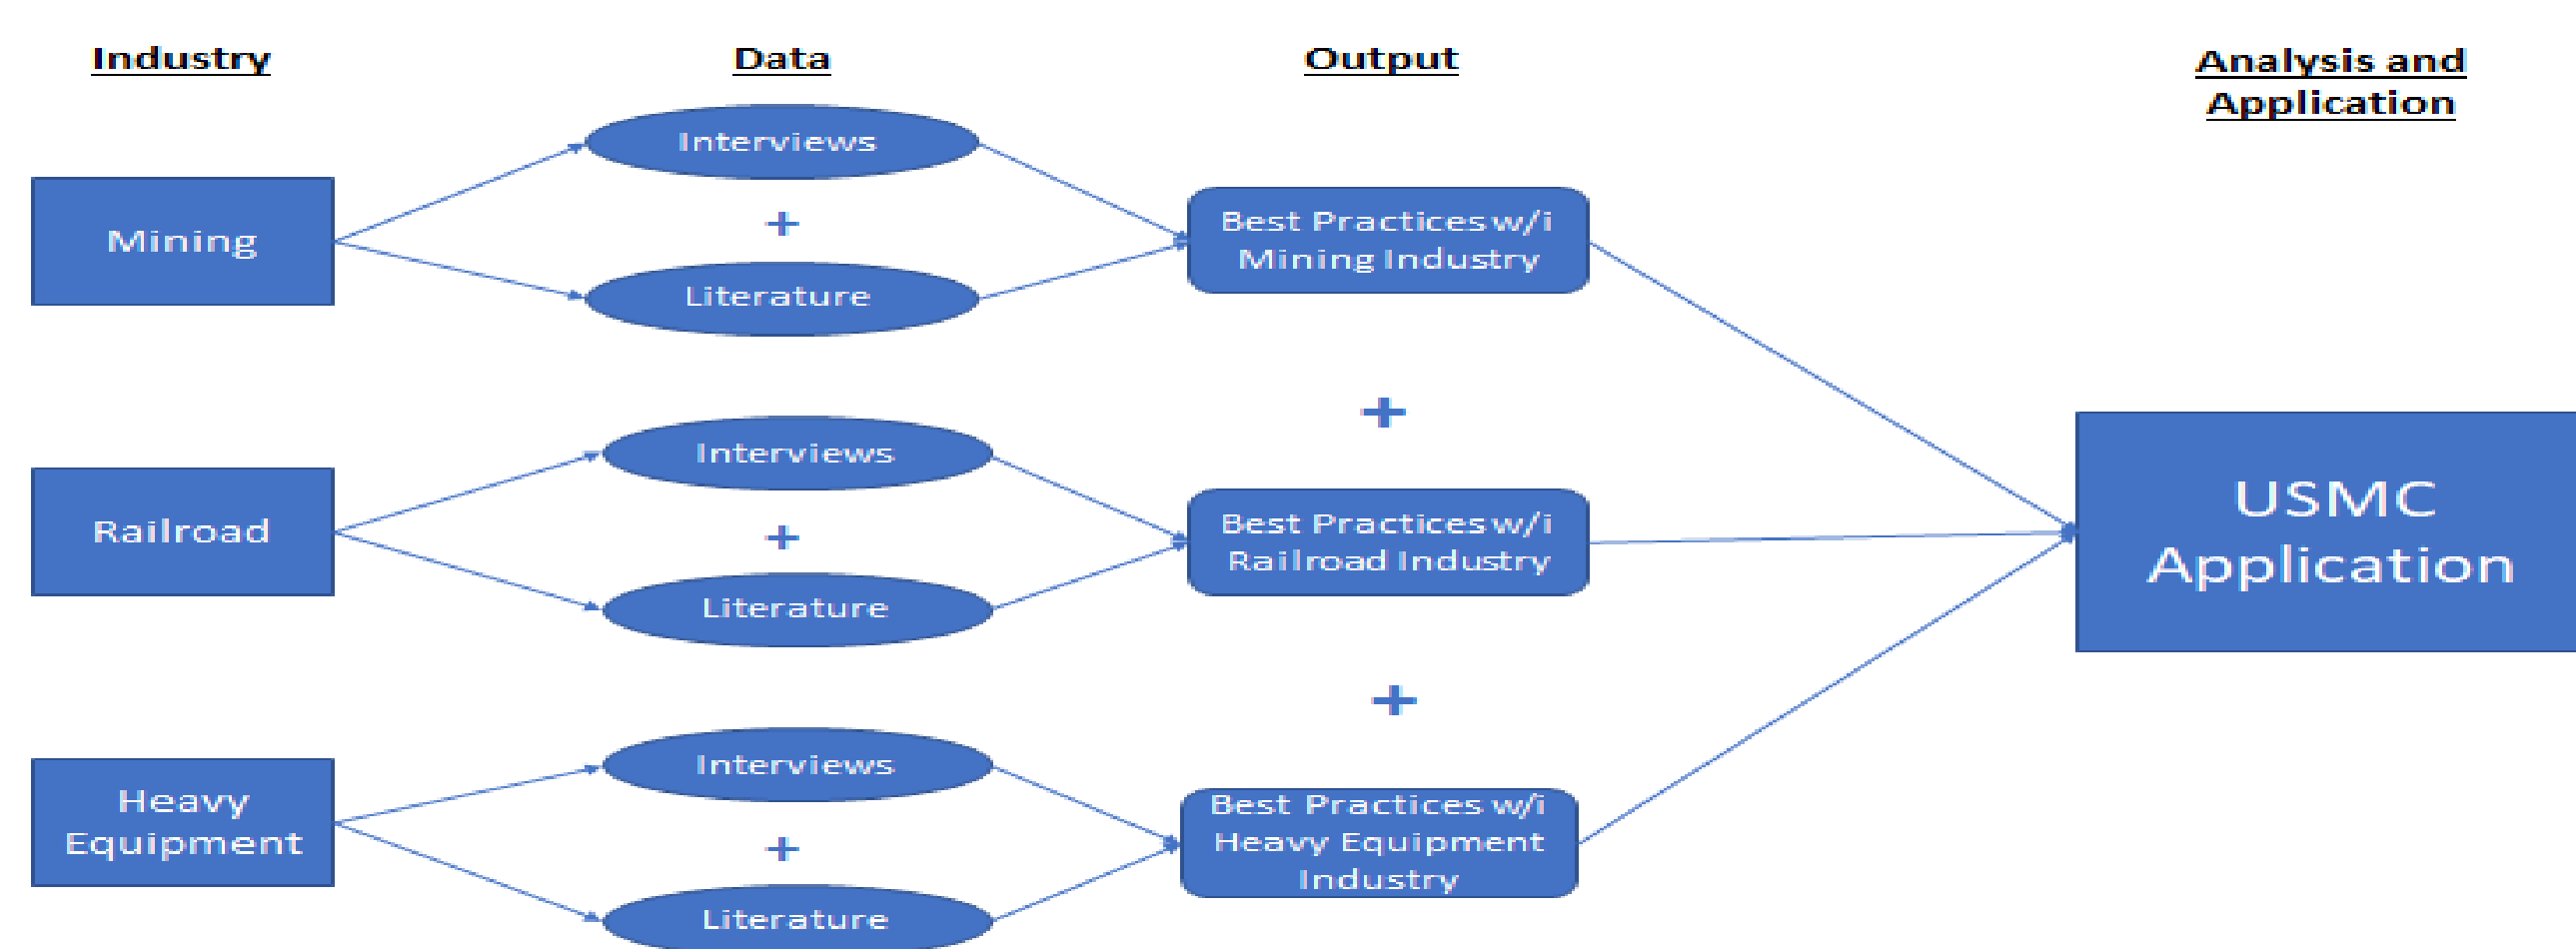 Industry
Data
Output
Analysis and
Application
Mining
Interviews
+
Literature
Best Practices w/i
Mining Industry
+
Railroad
Interviews
+
Literature
Best Practices w/i
Railroad Industry
USMC
Application
+
Heavy
Equipment
Interviews
+
Literature
Best Practices w/i
Heavy Equipment
Industry